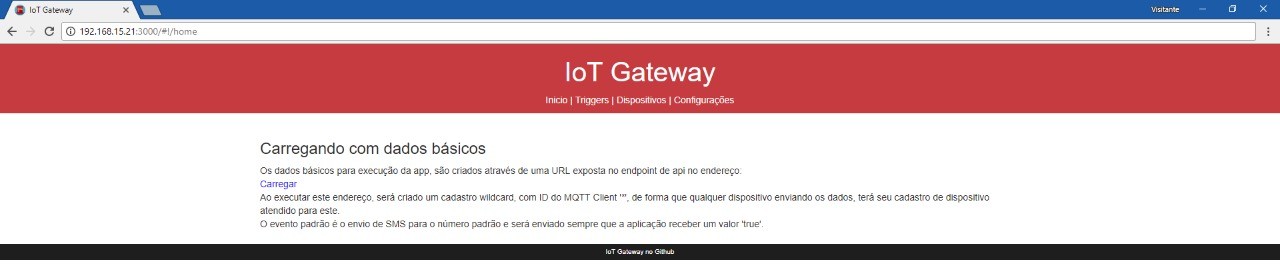 IoT Gateway
Visitante
192.168.15.21:3000/#!/home
IoT Gateway
Inicio | Triggers | Dispositivos | Configurações
Carregando com dados básicos
Os dados básicos para execução da app, são criados através de uma URL exposta no endpoint de api no endereço:
Carregar
Ao executar este endereço, será criado um cadastro wildcard, com ID do MQTT Client '*', de forma que qualquer dispositivo enviando os dados, terá seu cadastro de dispositivo
atendido para este.
O evento padrão é o envio de SMS para o número padrão e será enviado sempre que a aplicação receber um valor 'true'.
IoT Gateway no Github